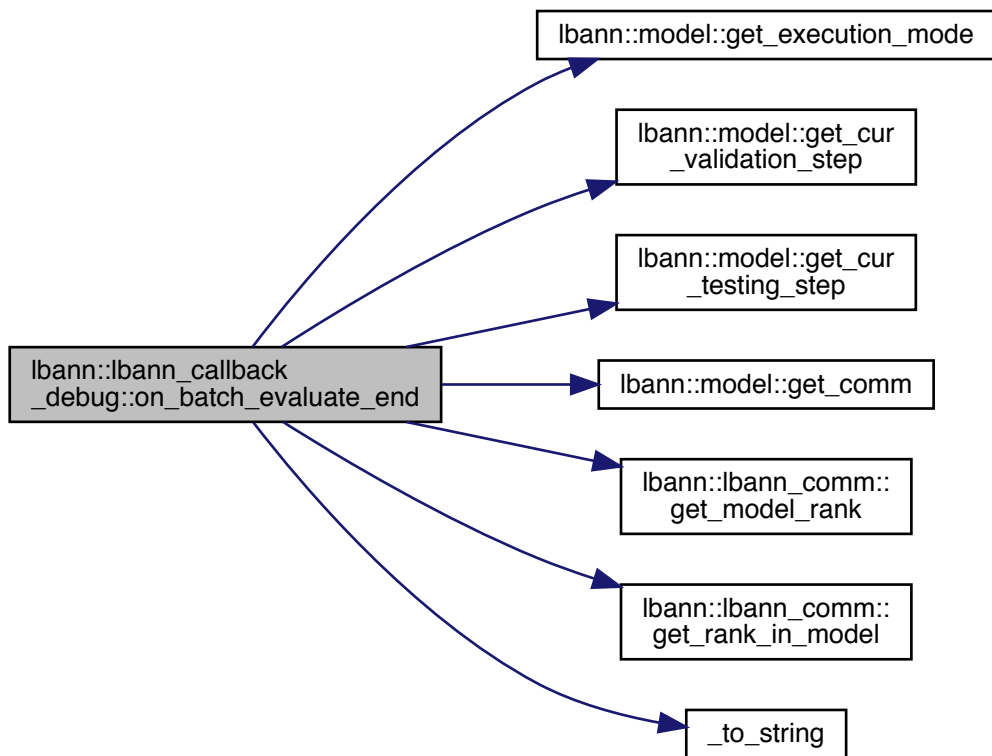 lbann::model::get_execution_mode
lbann::model::get_cur
_validation_step
lbann::model::get_cur
_testing_step
lbann::lbann_callback
_debug::on_batch_evaluate_end
lbann::model::get_comm
lbann::lbann_comm::
get_model_rank
lbann::lbann_comm::
get_rank_in_model
_to_string